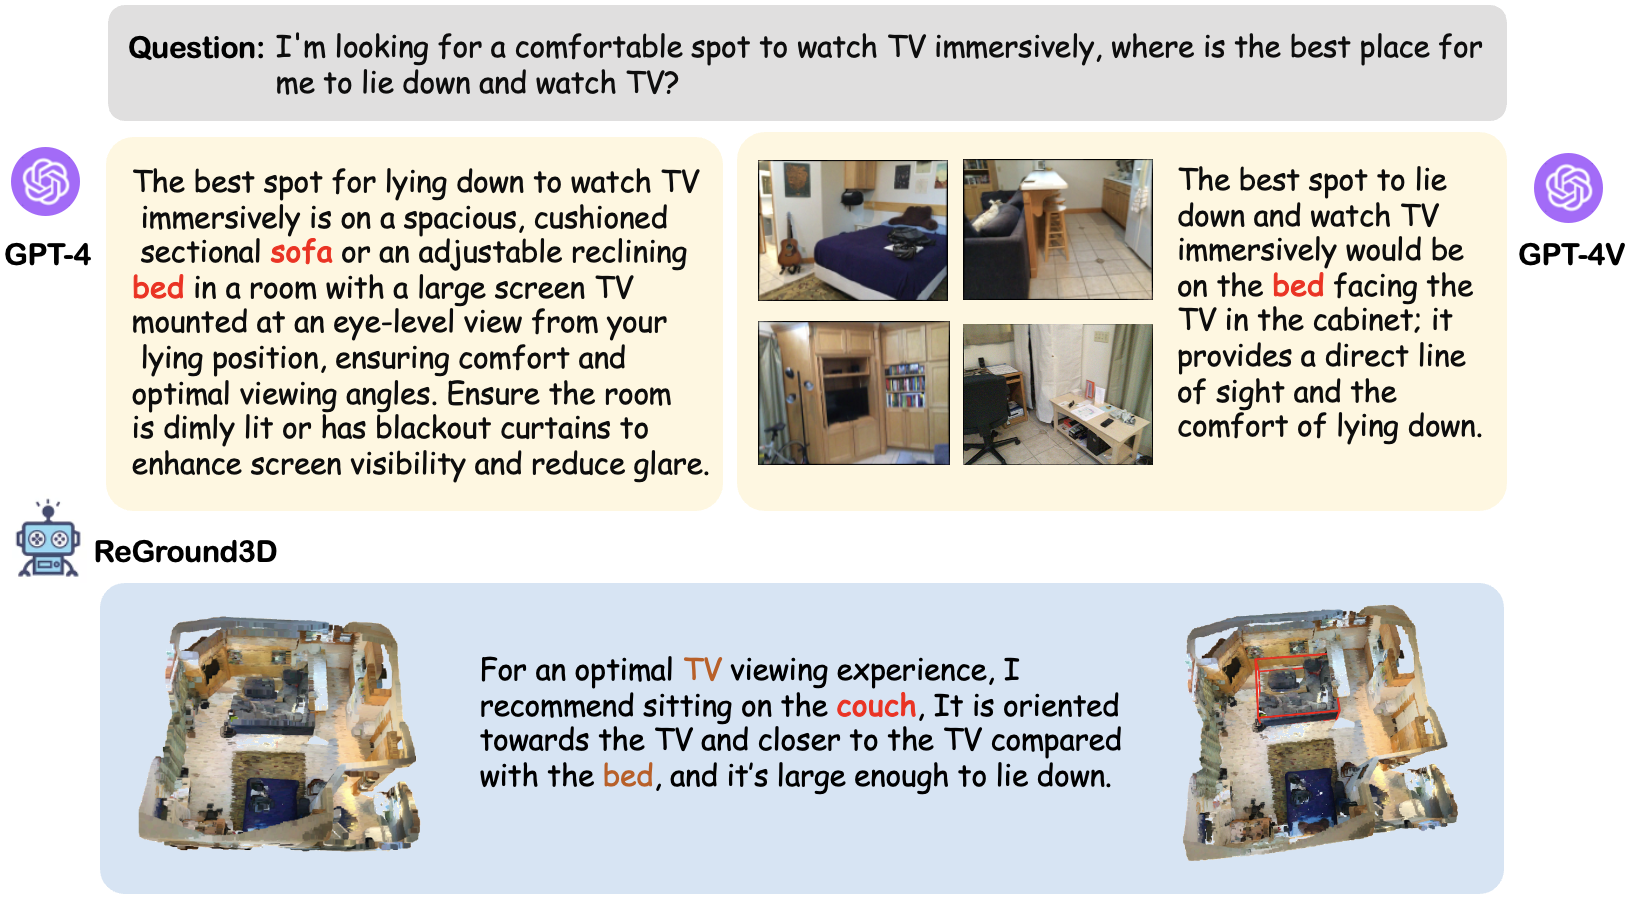 Question: I'm looking for a comfortable spot to watch TV immersively, where is the best place for
me to lie down and watch TV?
GPT-4
The best spot for lying down to watch TV
immersively is on a spacious, cushioned
sectional sofa or an adjustable reclining
bed in a room with a large screen TV
mounted at an eye-level view from your
lying position, ensuring comfort and
optimal viewing angles. Ensure the room
is dimly lit or has blackout curtains to
enhance screen visibility and reduce glare.
The best spot to lie
down and watch TV
immersively would be
on the bed facing the
TV in the cabinet; it
provides a direct line
of sight and the
comfort of lying down.
GPT-4V
ReGround3D
For an optimal TV viewing experience, I
recommend sitting on the couch, It is oriented
towards the TV and closer to the TV compared
with the bed, and it's large enough to lie down.